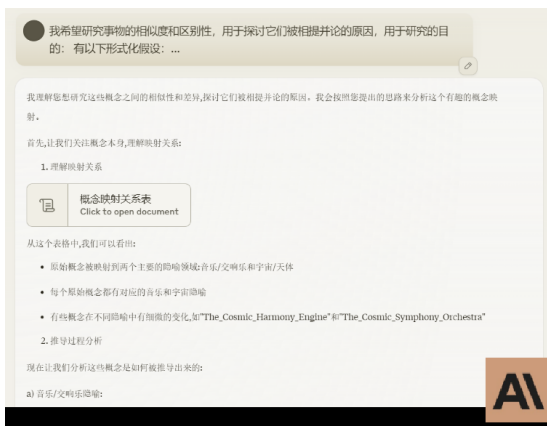 我希望研究事物的相似度和区别性，用于探讨它们被相提并论的原因，用于研究的目
的： 有以下形式化假设：...
我理解您想研究这些概念之间的相似性和差异,探讨它们被相提并论的原因。我会按照您提出的思路来分析这个有趣的概念映
射。
首先,让我们关注概念本身,理解映射关系:
1. 理解映射关系
概念映射关系表
Click to open document
从这个表格中,我们可以看出:
• 原始概念被映射到两个主要的隐喻领域:音乐/交响乐和宇宙/天体
• 每个原始概念都有对应的音乐和宇宙隐喻
• 有些概念在不同隐喻中有细微的变化,如"The_Cosmic_Harmony_Engine"和"The_Cosmic_Symphony_Orchestra"
2. 推导过程分析
现在让我们分析这些概念是如何被推导出来的:
a) 音乐/交响乐隐喻:
A\